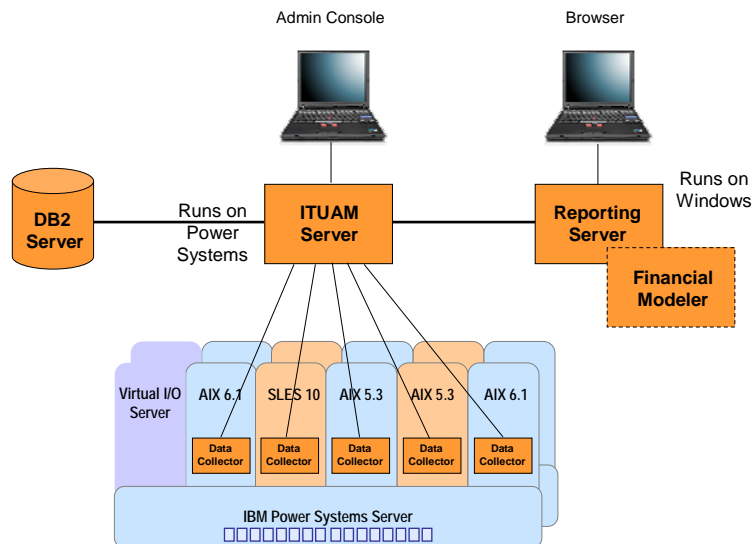 Admin Console
Browser
DB2
Server
Runs on
Power
Systems
ITUAM
Server
Reporting
Server
Runs on
Windows
Financial
Modeler
Virtual I/O
Server
AIX 6.1
SLES 10
AIX 5.3
AIX 5.3
AIX 6.1
Data
Collector
Data
Collector
Data
Collector
Data
Collector
Data
Collector
IBM Power Systems Server